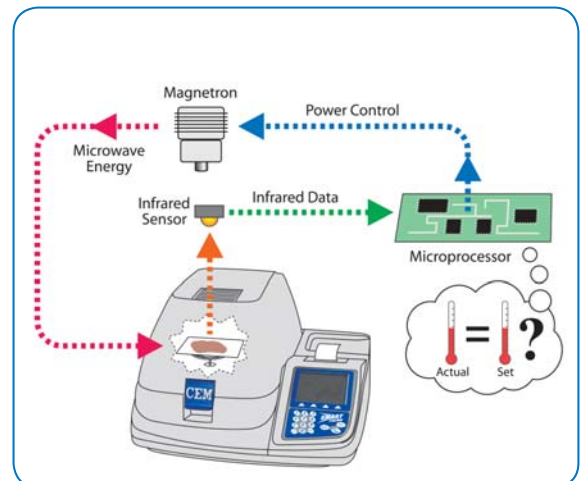 Magnetron
Power Control
Microwave
Energy
Infrared
Sensor
Infrared Data
Microprocessor
= ?
Actual
Set
CEM